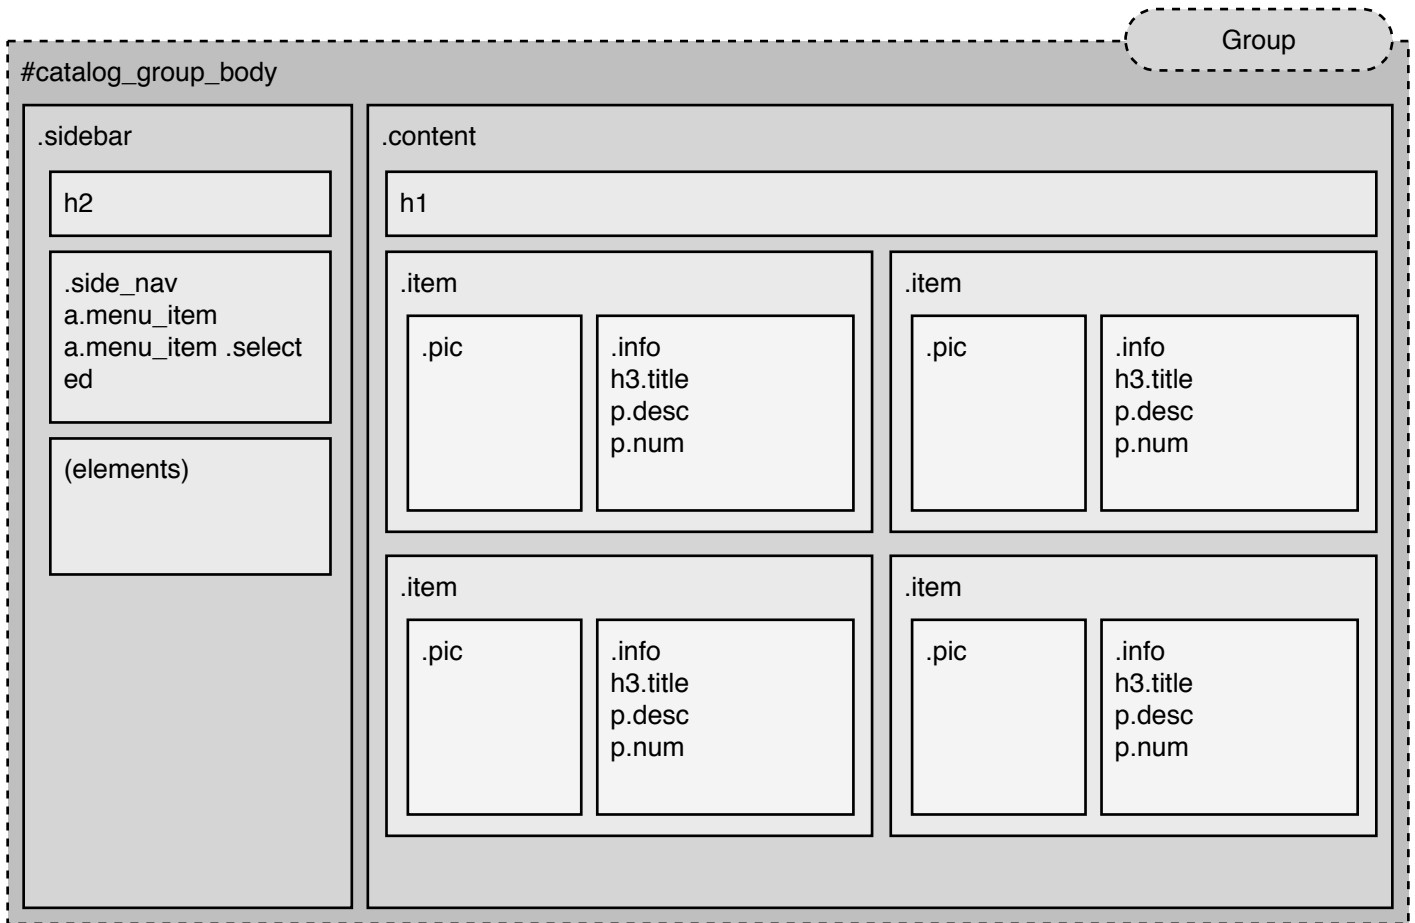 Group
#catalog_group_body
.sidebar
h2
.side_nav
a.menu_item
a.menu_item .select
ed
(elements)
.content
h1
.item
.pic
.info
h3.title
p.desc
p.num
.item
.pic
.info
h3.title
p.desc
p.num
.item
.pic
.info
h3.title
p.desc
p.num
.item
.pic
.info
h3.title
p.desc
p.num